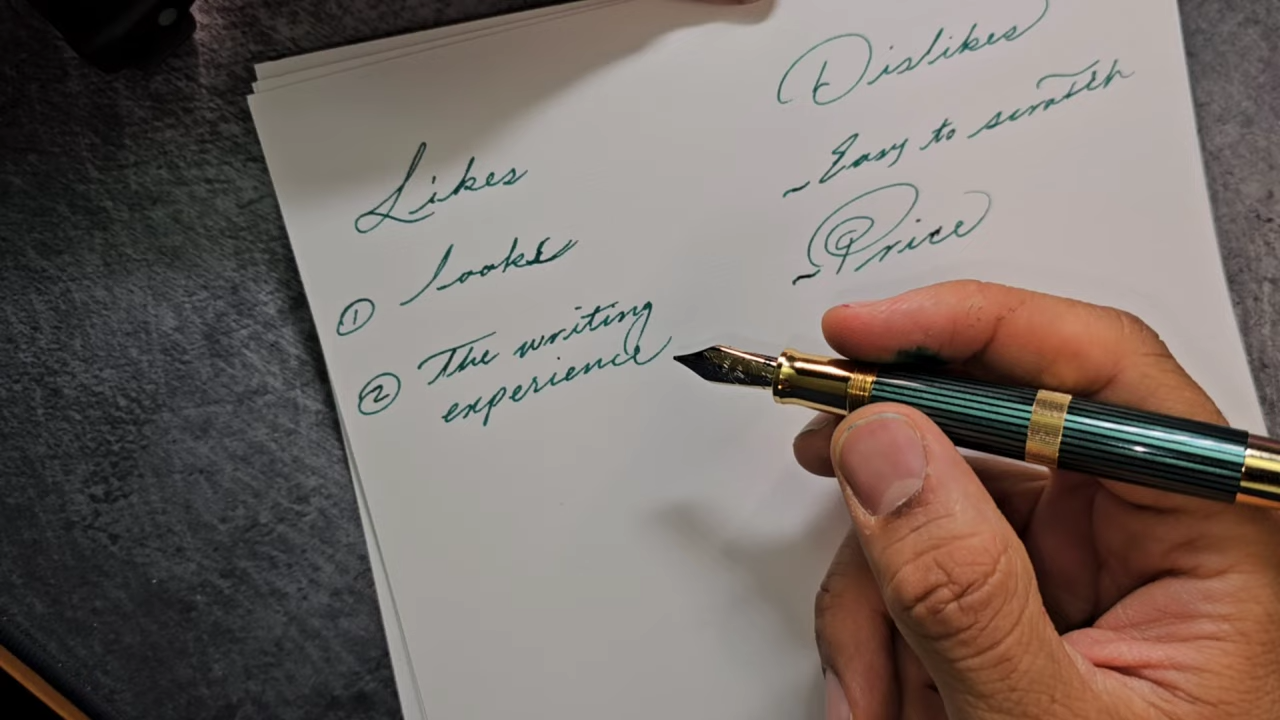 Likes
① looks
② The writing
experience
Dislikes
~ Easy to scratch
~ Price